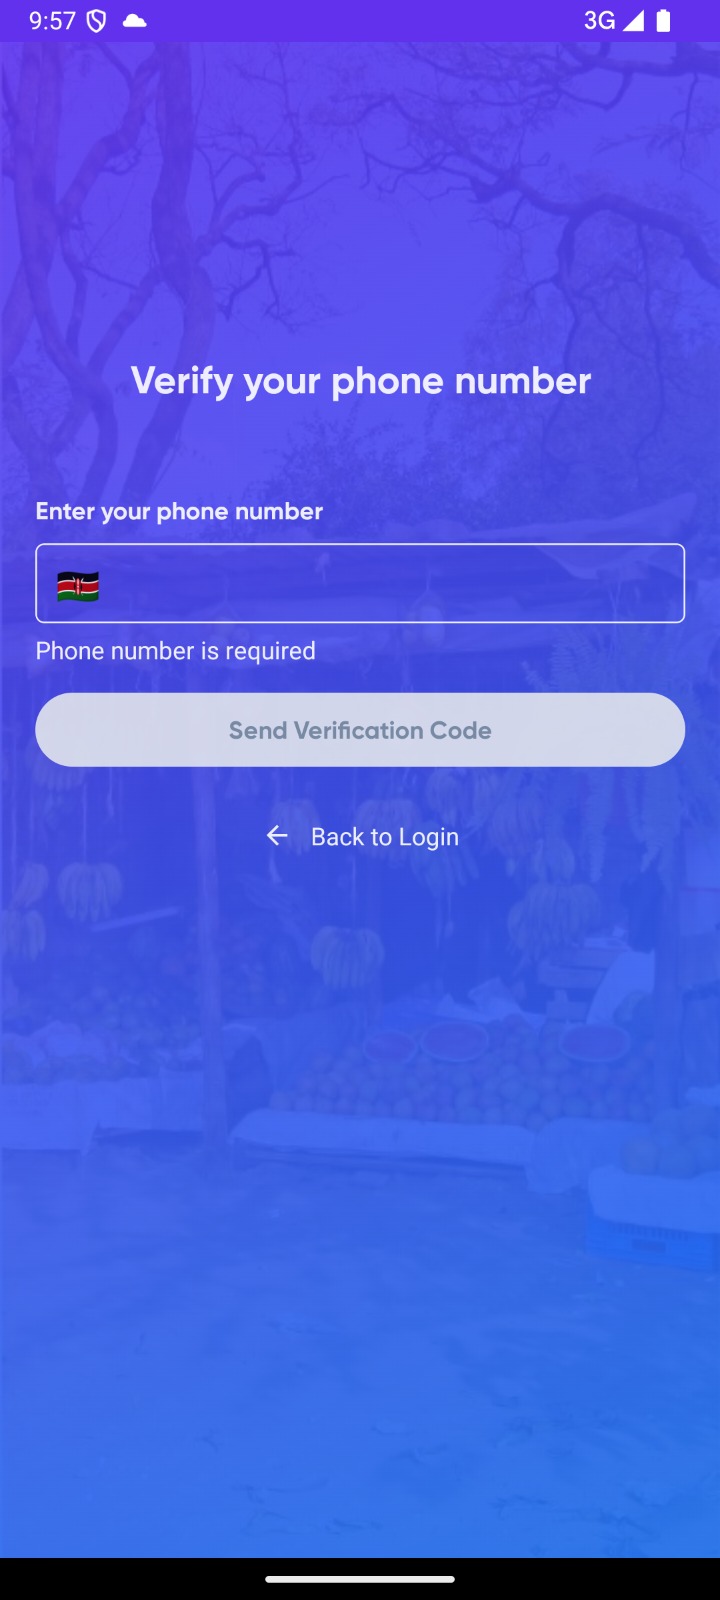 9:57
3G
Verify your phone number
Enter your phone number
Phone number is required
Send Verification Code
Back to Login